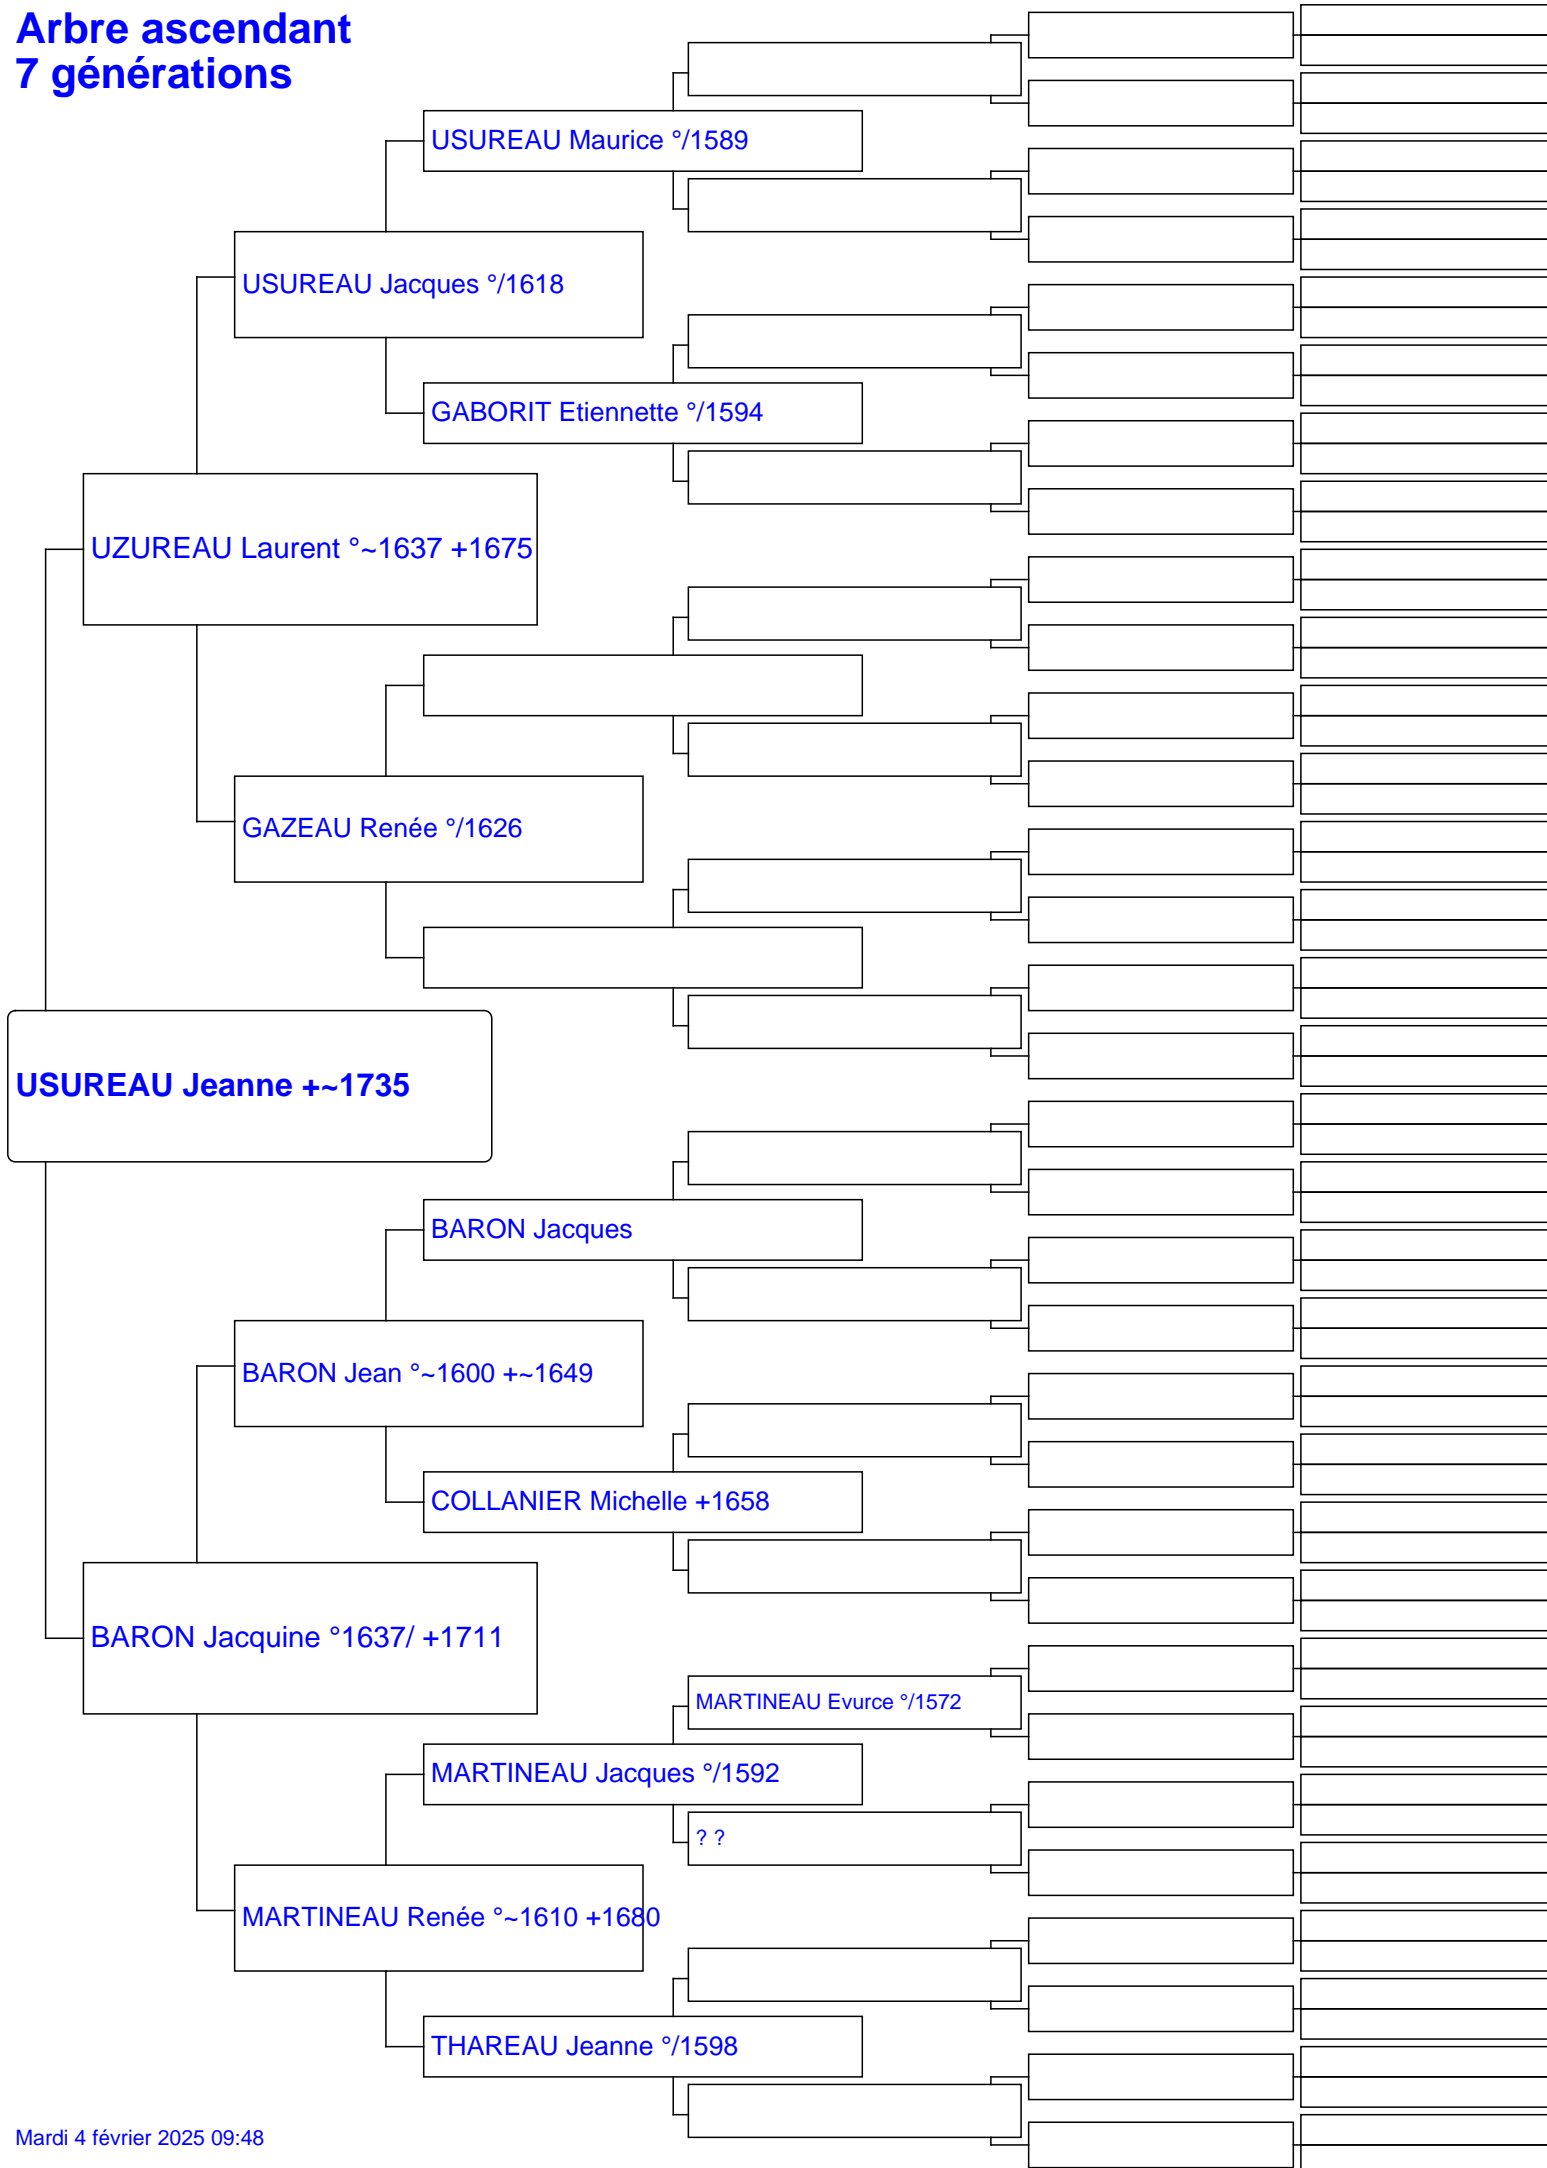 Arbre ascendant
7 générations
USUREAU Maurice °/1589
USUREAU Jacques °/1618
GABORIT Etiennette °/1594
UZUREAU Laurent °~1637 +1675
GAZEAU Renée °/1626
USUREAU Jeanne +~1735
BARON Jacques
BARON Jean °~1600 +~1649
COLLANIER Michelle +1658
BARON Jacquine °1637/ +1711
MARTINEAU Evurce °/1572
MARTINEAU Jacques °/1592
? ?
MARTINEAU Renée °~1610 +1680
THAREAU Jeanne °/1598
Mardi 4 février 2025 09:48